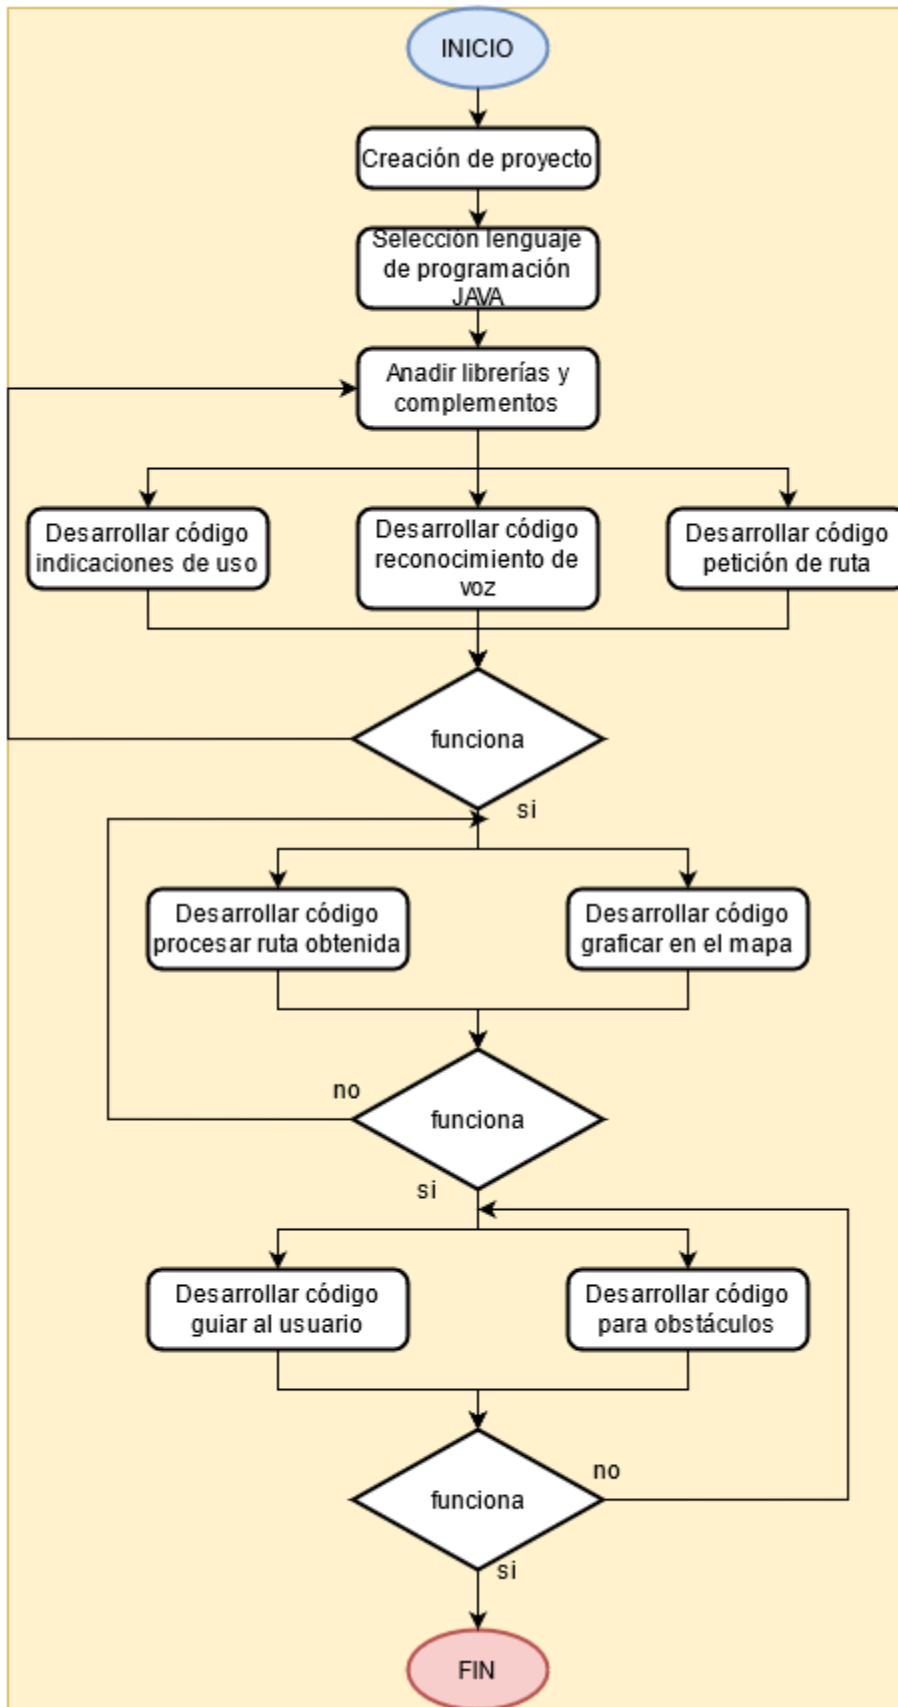 INICIO
Creación de proyecto
Selección lenguaje
de programación
JAVA
Anadir librerías y
complementos
Desarrollar código
indicaciones de uso
Desarrollar código
reconocimiento de
voz
Desarrollar código
petición de ruta
funciona
si
Desarrollar código
procesar ruta obtenida
Desarrollar código
graficar en el mapa
no
funciona
si
Desarrollar código
guiar al usuario
Desarrollar código
para obstáculos
funciona
no
si
FIN